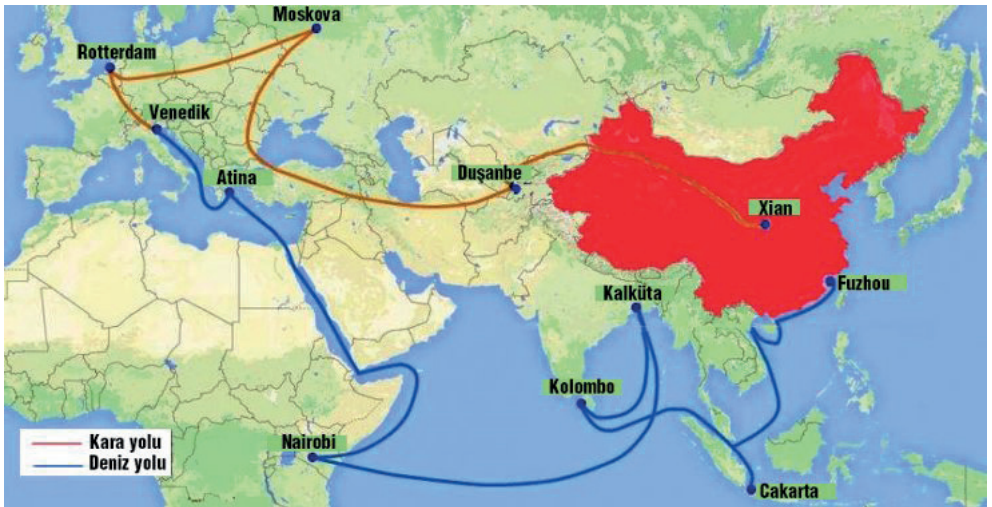 Moskova
Rotterdam
Venedik
Atina
Duşanbe
Xian
Fuzhou
Kalküta
Kolombo
Nairobi
Cakarta
Kara yolu
Deniz yolu